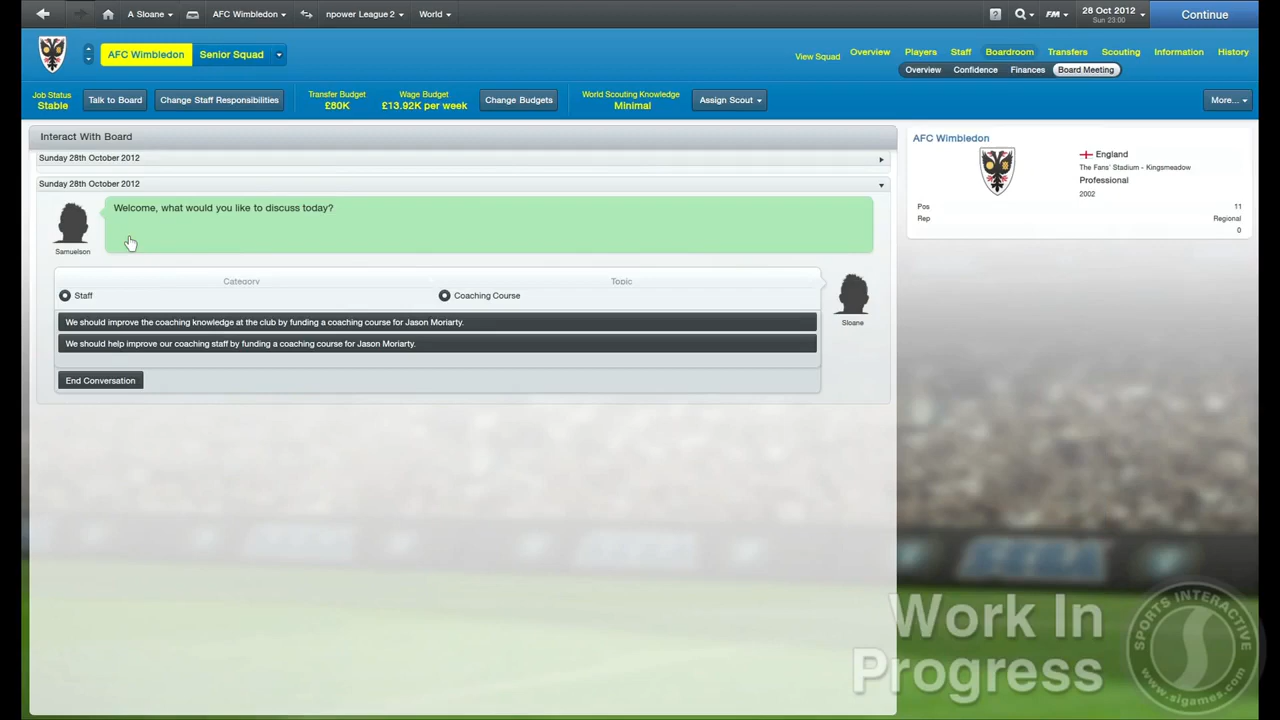 A Sloane
AFC Wimbledon
npower League 2
World
?
FM
28 Oct 2012
Sun 23:00
Continue
AFC Wimbledon
Senior Squad
View Squad
Overview
Players
Staff
Boardroom
Transfers
Scouting
Information
History
Overview
Confidence
Finances
Board Meeting
Job Status
Stable
Talk to Board
Change Staff Responsibilities
Transfer Budget
£80K
Wage Budget
£13.92K per week
Change Budgets
World Scouting Knowledge
Minimal
Assign Scout
More...
Interact With Board
Sunday 28th October 2012
Sunday 28th October 2012
Welcome, what would you like to discuss today?
Samuelson
Category
Topic
Staff
Coaching Course
Sloane
We should improve the coaching knowledge at the club by funding a coaching course for Jason Moriarty.
We should help improve our coaching staff by funding a coaching course for Jason Moriarty.
End Conversation
AFC Wimbledon
England
The Fans' Stadium - Kingsmeadow
Professional
2002
Pos 11
Rep Regional
0
SEGA
Work In
Progress
SPORTS INTERACTIVE
www.sigames.com